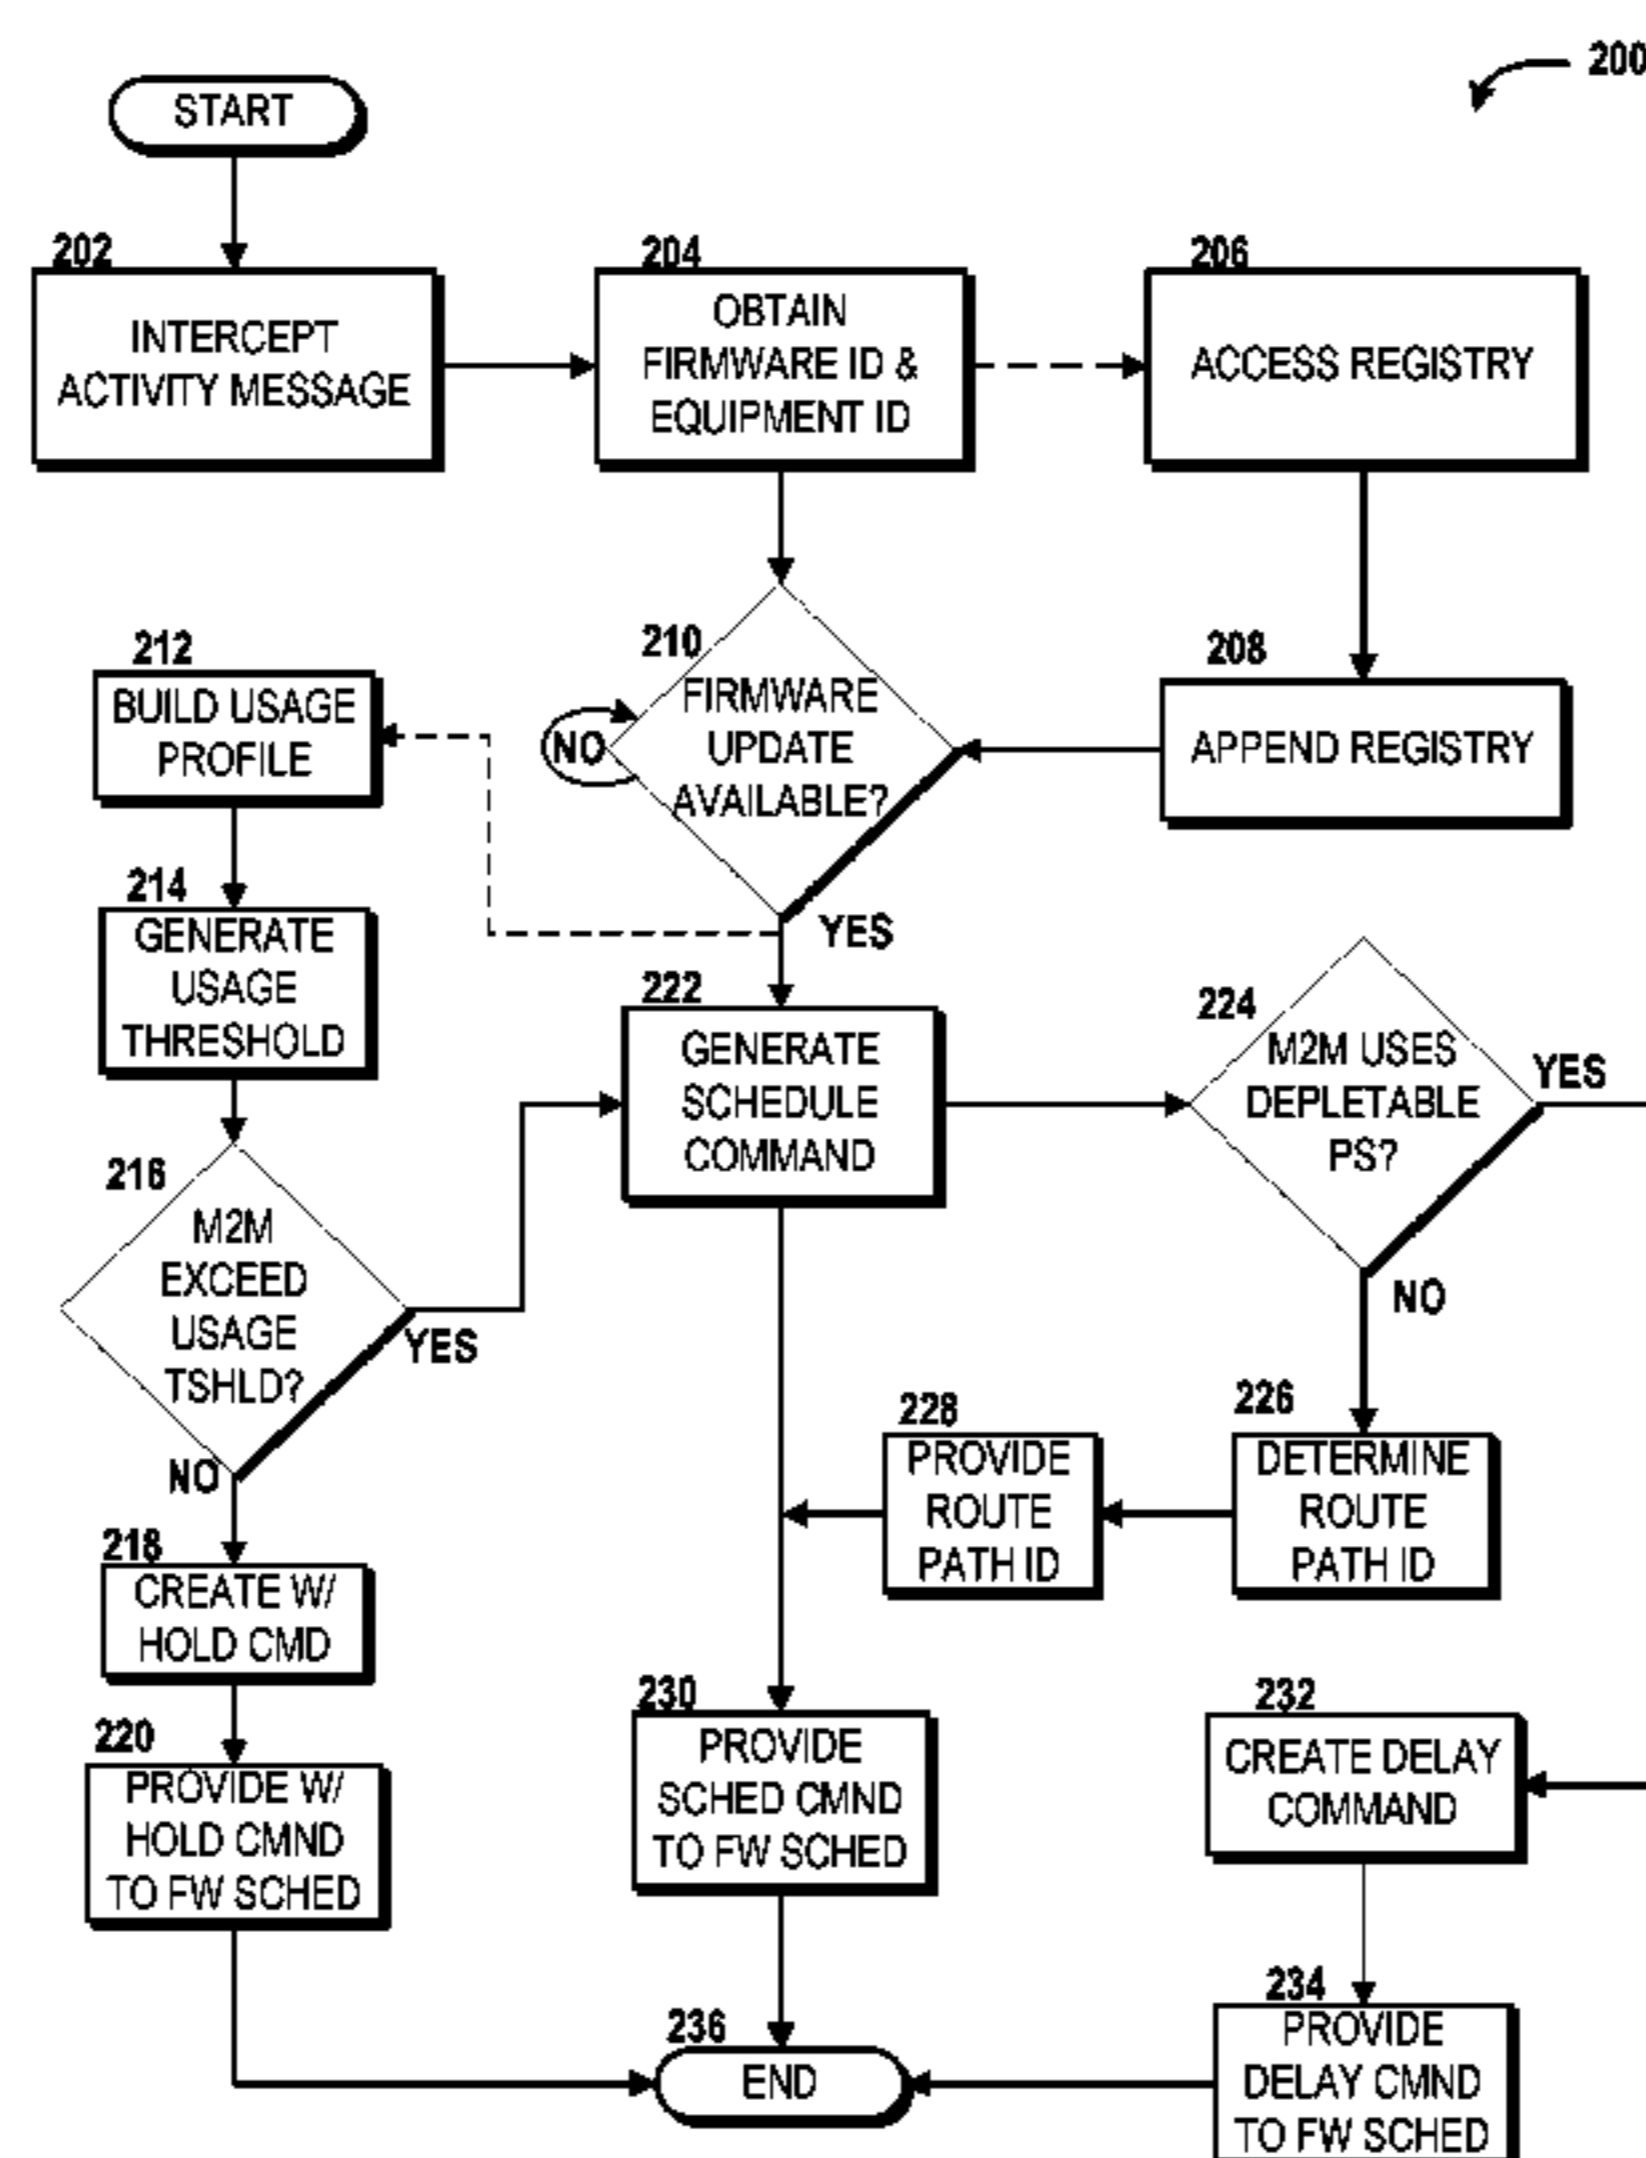 200
START
202
INTERCEPT
ACTIVITY MESSAGE
204
OBTAIN
FIRMWARE ID &
EQUIPMENT ID
206
ACCESS REGISTRY
208
APPEND REGISTRY
210
FIRMWARE
UPDATE
AVAILABLE?
NO
YES
212
BUILD USAGE
PROFILE
214
GENERATE
USAGE
THRESHOLD
216
M2M
EXCEED
USAGE
TSHLD?
YES
NO
218
CREATE W/
HOLD CMD
220
PROVIDE W/
HOLD CMND
TO FW SCHED
222
GENERATE
SCHEDULE
COMMAND
224
M2M USES
DEPLETABLE
PS?
YES
NO
226
DETERMINE
ROUTE
PATH ID
228
PROVIDE
ROUTE
PATH ID
230
PROVIDE
SCHED CMND
TO FW SCHED
232
CREATE DELAY
COMMAND
234
PROVIDE
DELAY CMND
TO FW SCHED
236
END